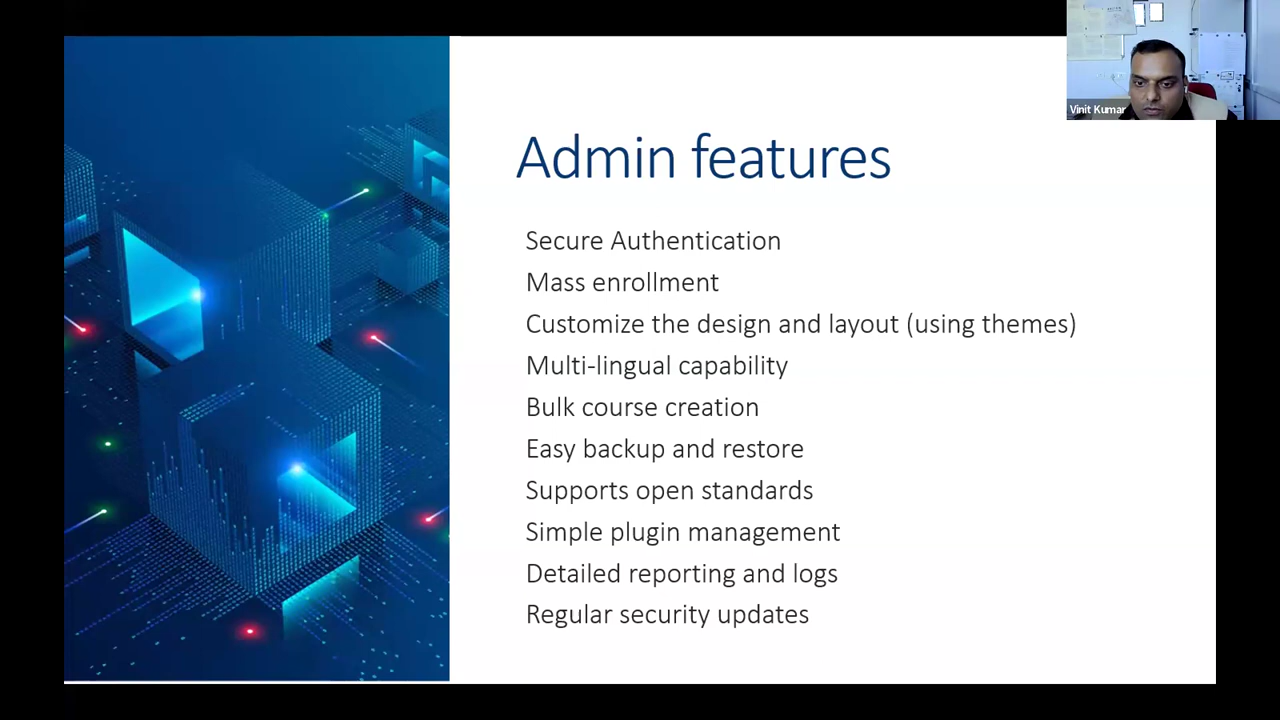 Vinit Kumar
Admin features
Secure Authentication
Mass enrollment
Customize the design and layout (using themes)
Multi-lingual capability
Bulk course creation
Easy backup and restore
Supports open standards
Simple plugin management
Detailed reporting and logs
Regular security updates